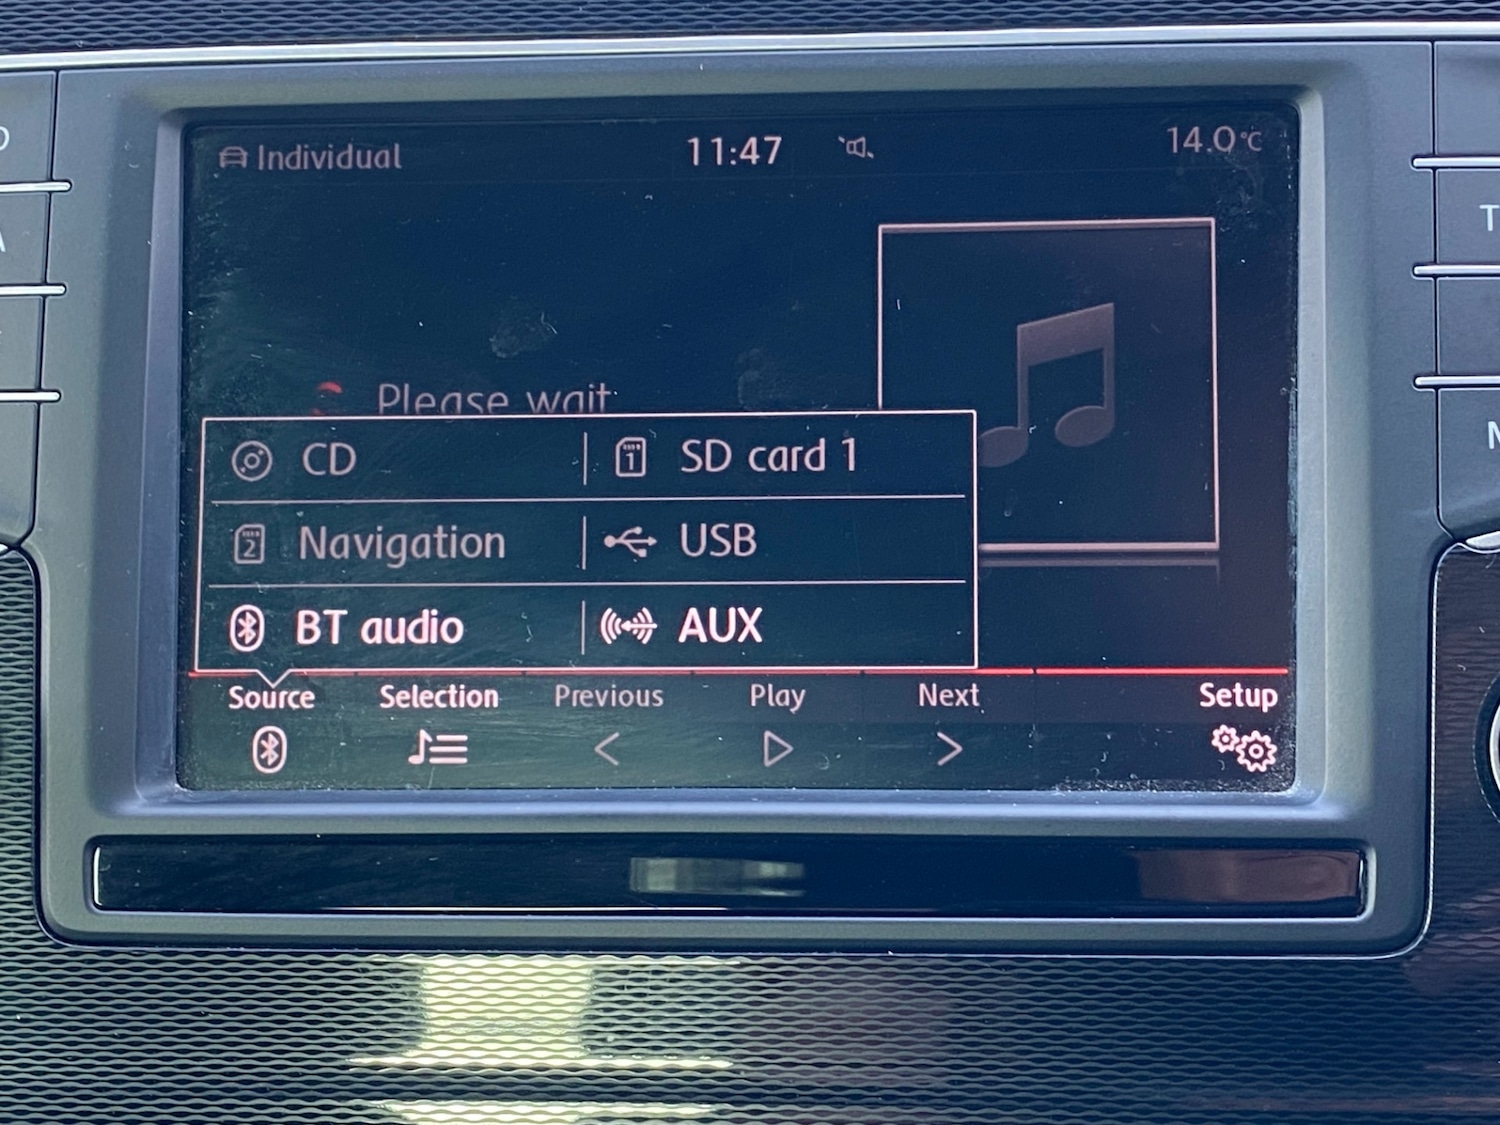 Individual 11:47 14.0°C
Please wait
CD SD card 1
Navigation USB
BT audio AUX
Source Selection Previous Play Next Setup